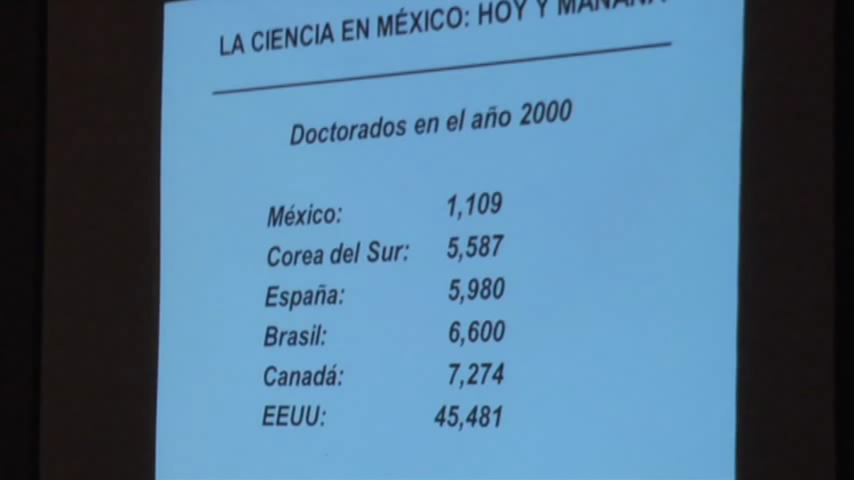 LA CIENCIA EN MÉXICO: HOY Y MAÑANA
Doctorados en el año 2000
México: 1,109
Corea del Sur: 5,587
España: 5,980
Brasil: 6,600
Canadá: 7,274
EEUU: 45,481